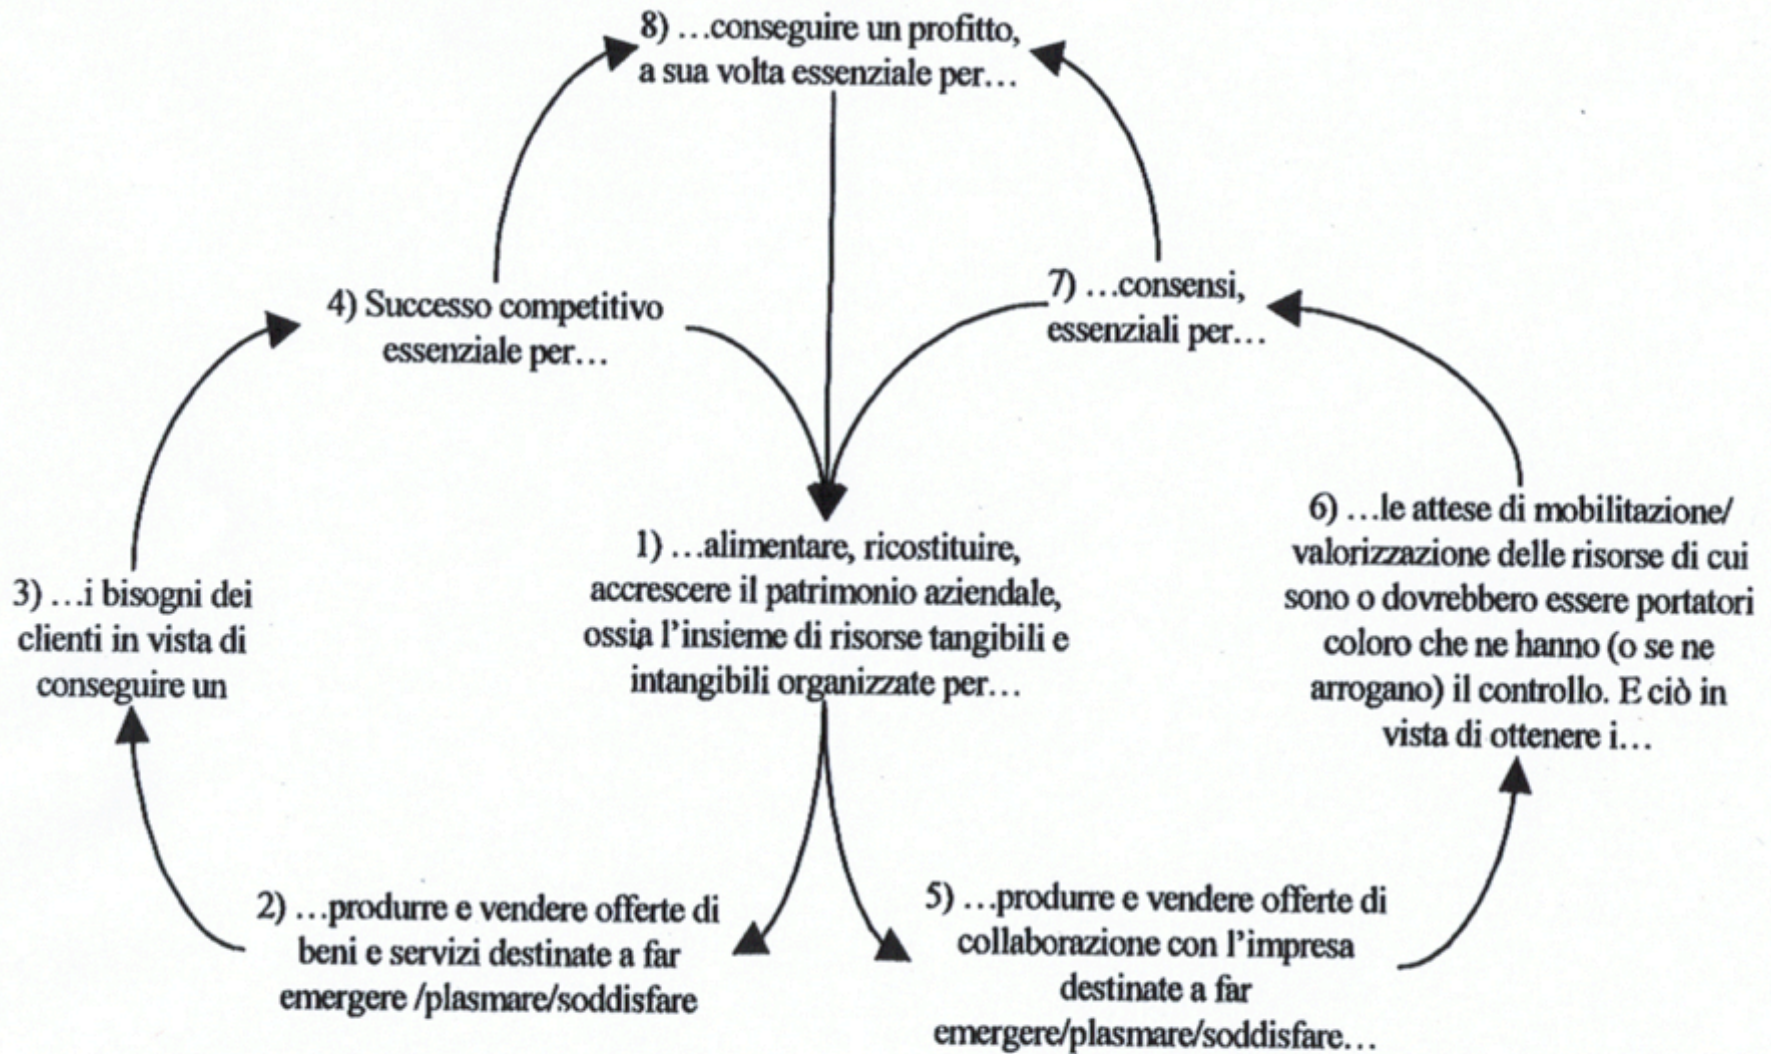 8) …conseguire un profitto,
a sua volta essenziale per…
4) Successo competitivo
essenziale per…
7) …consensi,
essenziali per…
3) …i bisogni dei
clienti in vista di
conseguire un
1) …alimentare, ricostituire,
accrescere il patrimonio aziendale,
ossia l’insieme di risorse tangibili e
intangibili organizzate per…
6) …le attese di mobilitazione/
valorizzazione delle risorse di cui
sono o dovrebbero essere portatori
coloro che ne hanno (o se ne
arrogano) il controllo. E ciò in
vista di ottenere i…
2) …produrre e vendere offerte di
beni e servizi destinate a far
emergere /plasmare/soddisfare
5) …produrre e vendere offerte di
collaborazione con l’impresa
destinate a far
emergere/plasmare/soddisfare…